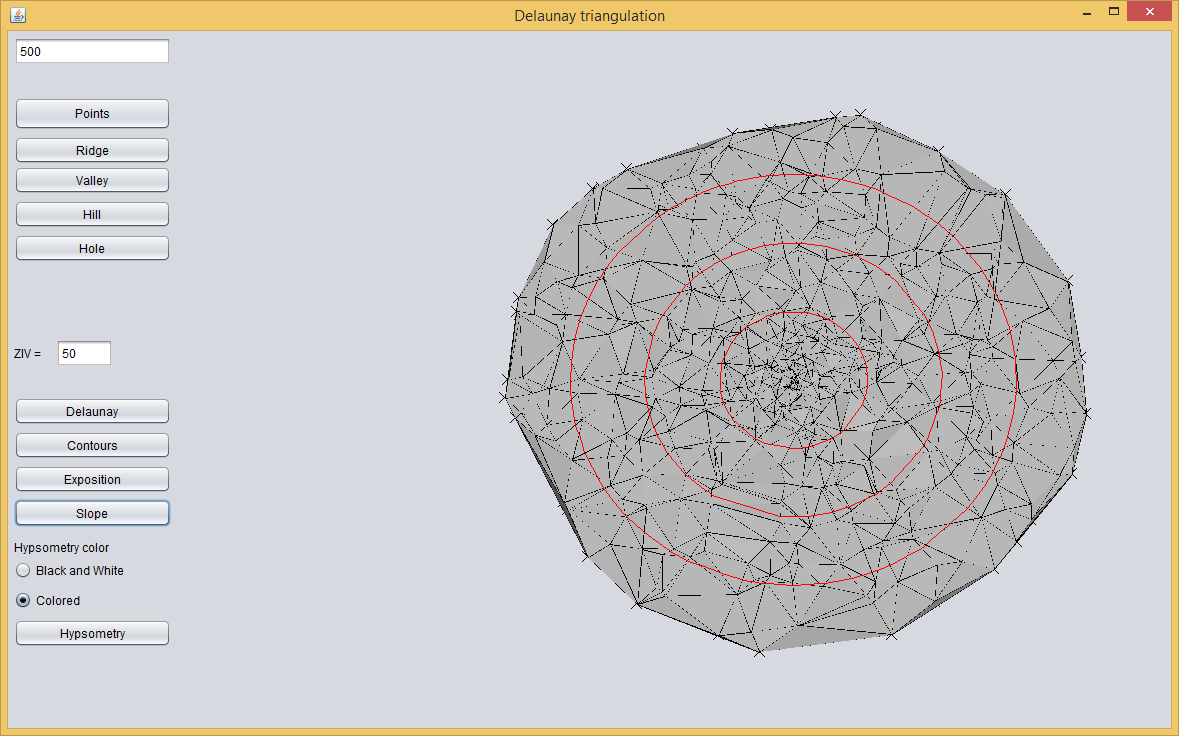 Delaunay triangulation
500
Points
Ridge
Valley
Hill
Hole
ZIV = 50
Delaunay
Contours
Exposition
Slope
Hypsometry color
Black and White
Colored
Hypsometry